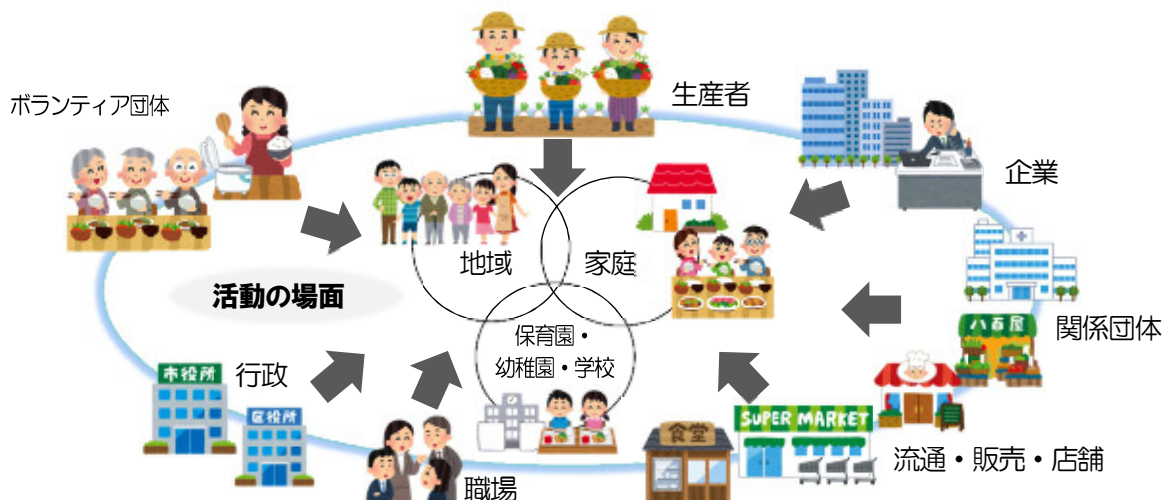 生産者
ボランティア団体
企業
地域
家庭
活動の場面
保育園・
幼稚園・学校
八百屋
関係団体
行政
市役所
区役所
職場
食堂
SUPER MARKET
流通・販売・店舗